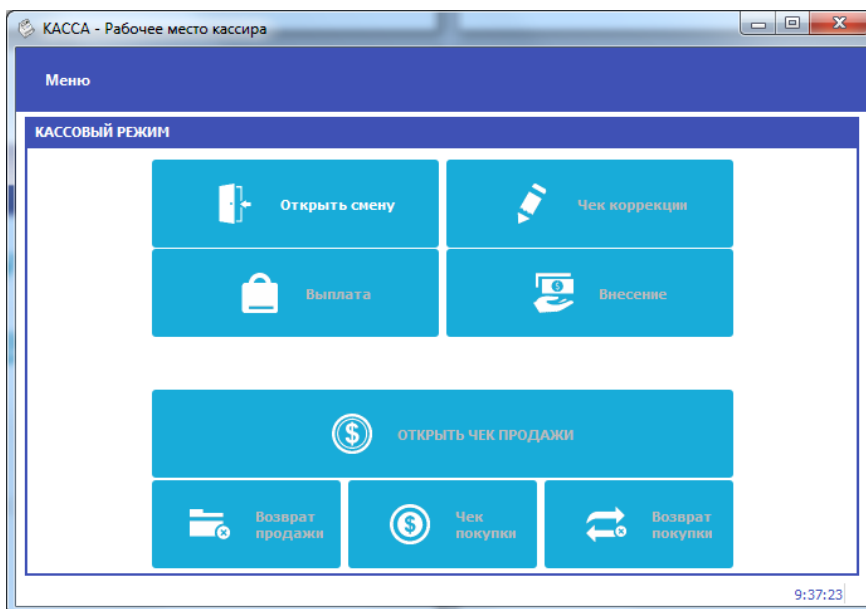 КАССА - Рабочее место кассира
Меню
КАССОВЫЙ РЕЖИМ
Открыть смену
Чек коррекции
Выплата
Внесение
ОТКРЫТЬ ЧЕК ПРОДАЖИ
Возврат
продажи
Чек
покупки
Возврат
покупки
9:37:23